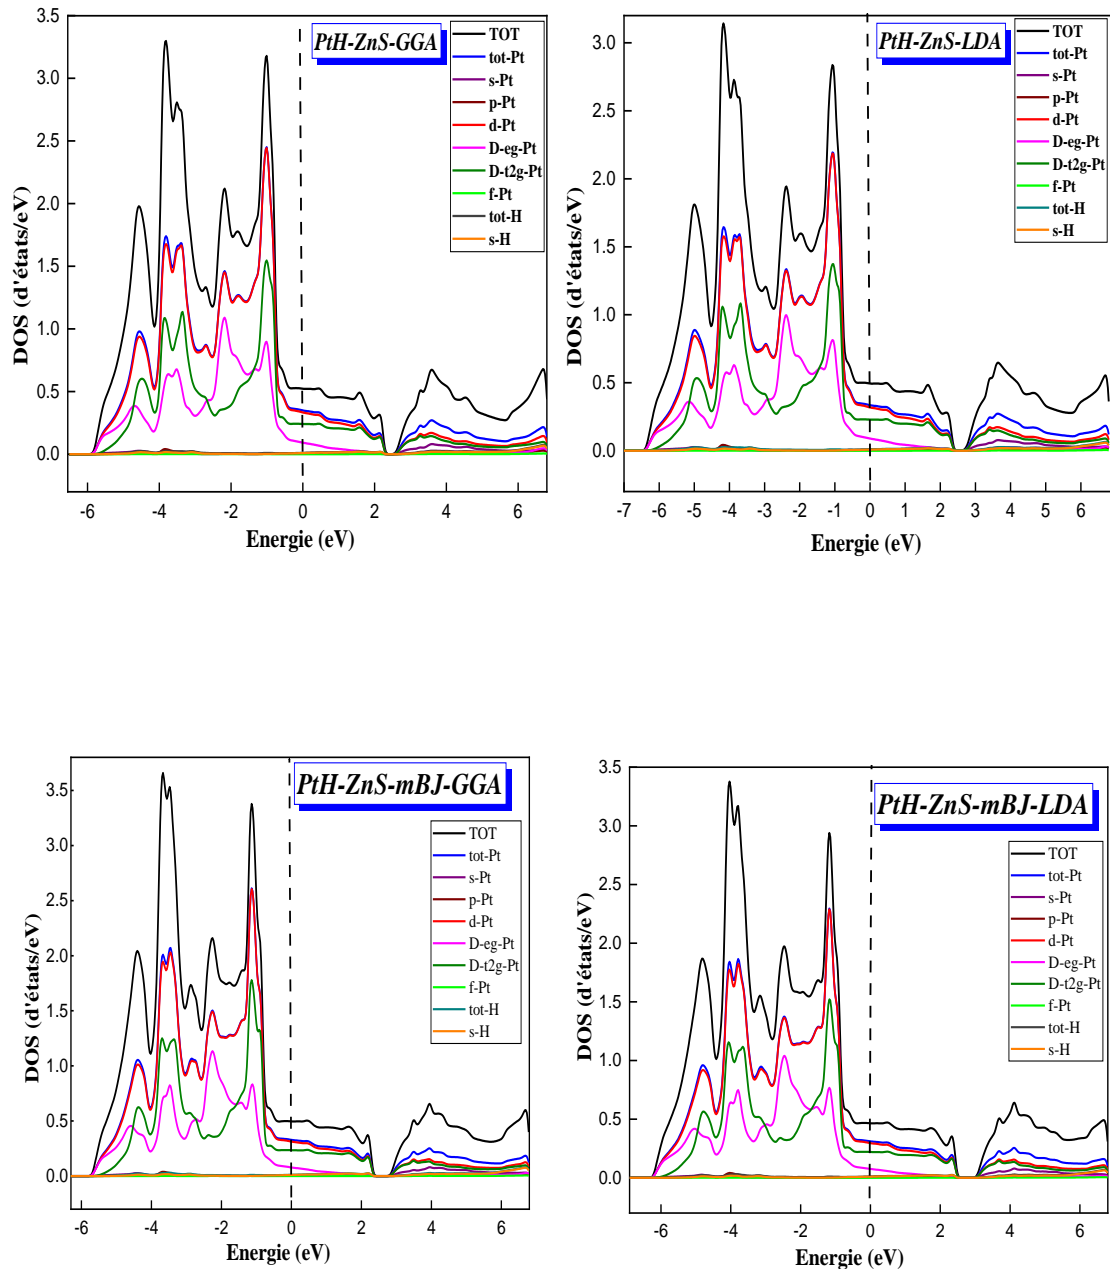 PtH-ZnS-GGA
TOT
tot-Pt
s-Pt
p-Pt
d-Pt
D-eg-Pt
D-t2g-Pt
f-Pt
tot-H
s-H
3.5
3.0
2.5
2.0
1.5
1.0
0.5
0.0
DOS (d'états/eV)
-6 -4 -2 0 2 4 6
Energie (eV)
PtH-ZnS-LDA
TOT
tot-Pt
s-Pt
p-Pt
d-Pt
D-eg-Pt
D-t2g-Pt
f-Pt
tot-H
s-H
3.0
2.5
2.0
1.5
1.0
0.5
0.0
DOS (d'états/eV)
-7 -6 -5 -4 -3 -2 -1 0 1 2 3 4 5 6
Energie (eV)
PtH-ZnS-mBJ-GGA
TOT
tot-Pt
s-Pt
p-Pt
d-Pt
D-eg-Pt
D-t2g-Pt
f-Pt
tot-H
s-H
3.5
3.0
2.5
2.0
1.5
1.0
0.5
0.0
DOS (d'états/eV)
-6 -4 -2 0 2 4 6
Energie (eV)
PtH-ZnS-mBJ-LDA
TOT
tot-Pt
s-Pt
p-Pt
d-Pt
D-eg-Pt
D-t2g-Pt
f-Pt
tot-H
s-H
3.5
3.0
2.5
2.0
1.5
1.0
0.5
0.0
DOS (d'états/eV)
-6 -4 -2 0 2 4 6
Energie (eV)